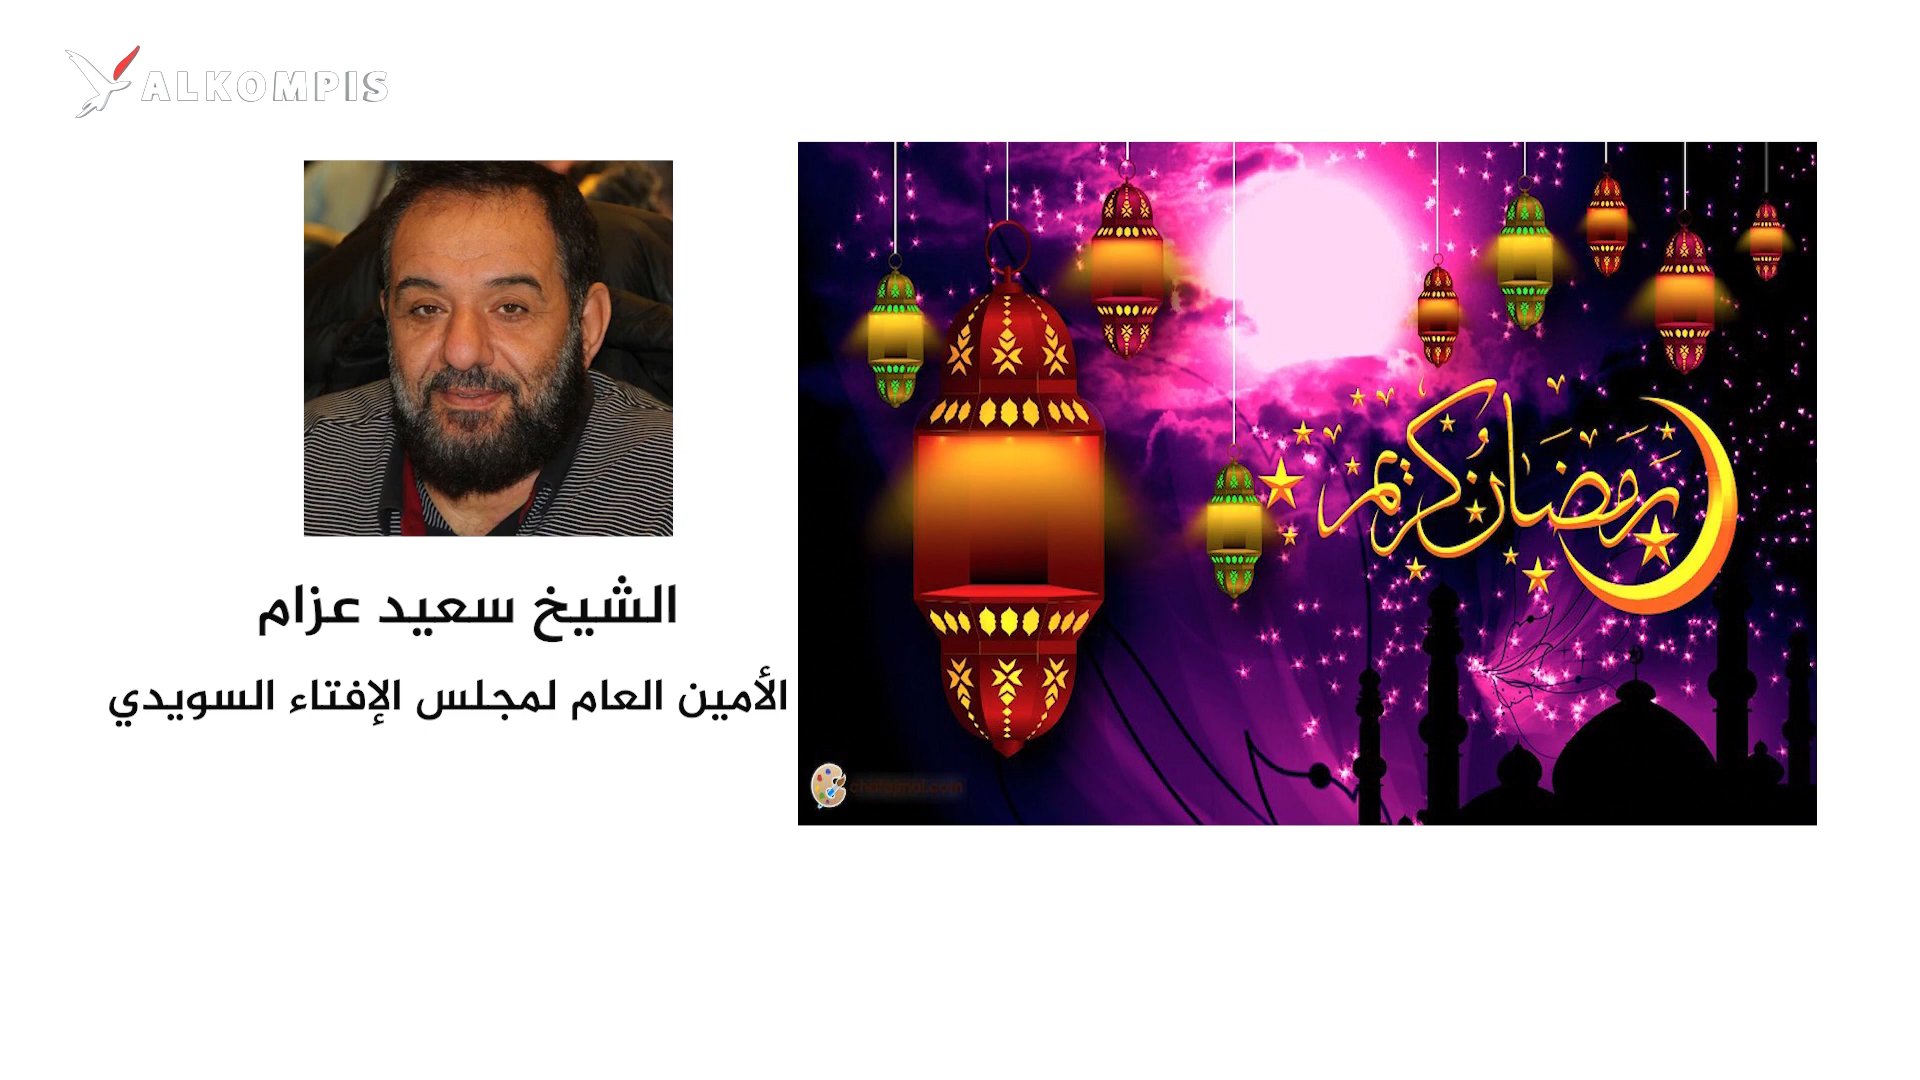 ALKOMPIS
الشيخ سعيد عزام
الأمين العام لمجلس الإفتاء السويدي
رمضان كريم